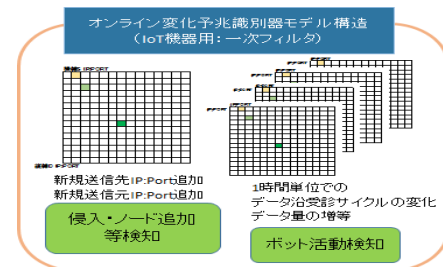 オンライン変化予兆識別器モデル構造
（IoT機器用：一次フィルタ）
新規送信先IP:Port追加
新規送信元IP:Port追加
侵入・ノード追加
等検知
1時間単位での
データ送受診サイクルの変化
データ量の増等
ボット活動検知